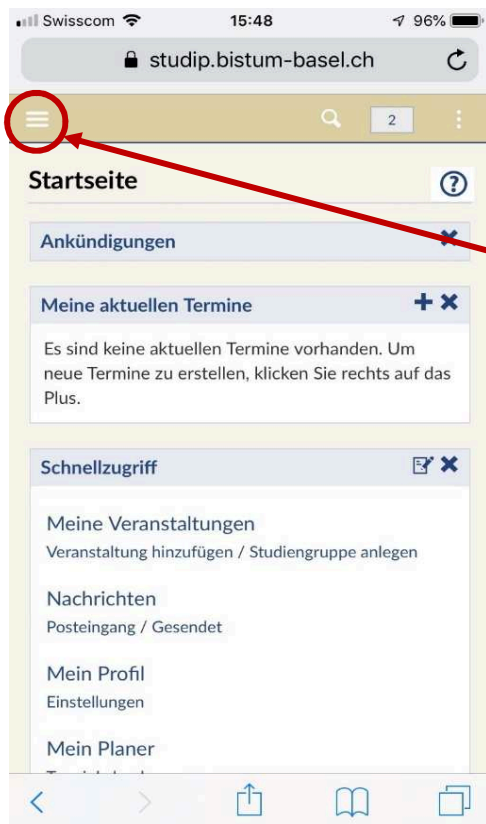 Swisscom 15:48 96%
studip.bistum-basel.ch
2
Startseite
?
Ankündigungen
Meine aktuellen Termine
Es sind keine aktuellen Termine vorhanden. Um
neue Termine zu erstellen, klicken Sie rechts auf das
Plus.
Schnellzugriff
Meine Veranstaltungen
Veranstaltung hinzufügen / Studiengruppe anlegen
Nachrichten
Posteingang / Gesendet
Mein Profil
Einstellungen
Mein Planer